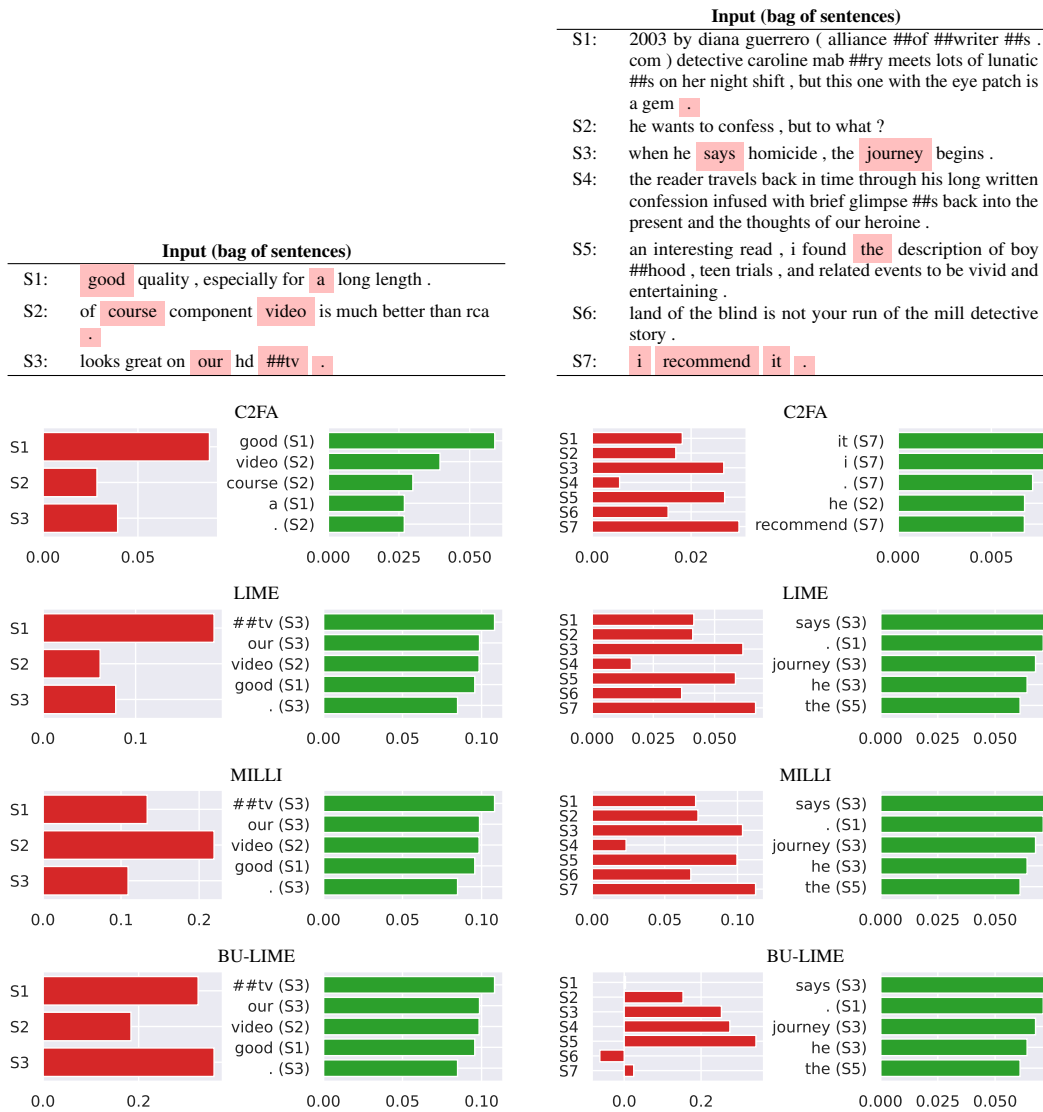 Input (bag of sentences)
S1: good quality , especially for a long length .
S2: of course component video is much better than rca
.
S3: looks great on our hd ##tv .
Input (bag of sentences)
S1: 2003 by diana guerrero ( alliance ##of ##writer ##s .
com ) detective caroline mab ##ry meets lots of lunatic
##s on her night shift , but this one with the eye patch is
a gem .
S2: he wants to confess , but to what ?
S3: when he says homicide , the journey begins .
S4: the reader travels back in time through his long written
confession infused with brief glimpse ##s back into the
present and the thoughts of our heroine .
S5: an interesting read , i found the description of boy
##hood , teen trials , and related events to be vivid and
entertaining .
S6: land of the blind is not your run of the mill detective
story .
S7: i recommend it .
C2FA
S1
S2
S3
0.00 0.05
good (S1)
video (S2)
course (S2)
a (S1)
. (S2)
0.000 0.025 0.050
C2FA
S1
S2
S3
S4
S5
S6
S7
0.00 0.02
it (S7)
i (S7)
. (S7)
he (S2)
recommend (S7)
0.000 0.005
LIME
S1
S2
S3
0.0 0.1
##tv (S3)
our (S3)
video (S2)
good (S1)
. (S3)
0.00 0.05 0.10
LIME
S1
S2
S3
S4
S5
S6
S7
0.000 0.025 0.050
says (S3)
. (S1)
journey (S3)
he (S3)
the (S5)
0.000 0.025 0.050
MILLI
S1
S2
S3
0.0 0.1 0.2
##tv (S3)
our (S3)
video (S2)
good (S1)
. (S3)
0.00 0.05 0.10
MILLI
S1
S2
S3
S4
S5
S6
S7
0.00 0.05 0.10
says (S3)
. (S1)
journey (S3)
he (S3)
the (S5)
0.000 0.025 0.050
BU-LIME
S1
S2
S3
0.0 0.2
##tv (S3)
our (S3)
video (S2)
good (S1)
. (S3)
0.00 0.05 0.10
BU-LIME
S1
S2
S3
S4
S5
S6
S7
0.0 0.2
says (S3)
. (S1)
journey (S3)
he (S3)
the (S5)
0.000 0.025 0.050